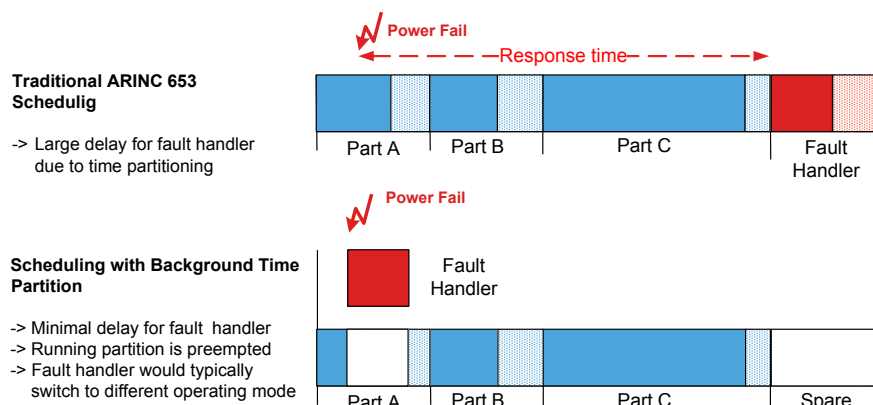 Power Fail
Response time
Traditional ARINC 653
Schedulig
-> Large delay for fault handler
due to time partitioning
Part A
Part B
Part C
Fault
Handler
Power Fail
Scheduling with Background Time
Partition
Fault
Handler
-> Minimal delay for fault handler
-> Running partition is preempted
-> Fault handler would typically
switch to different operating mode
Part A
Part B
Part C
Spare